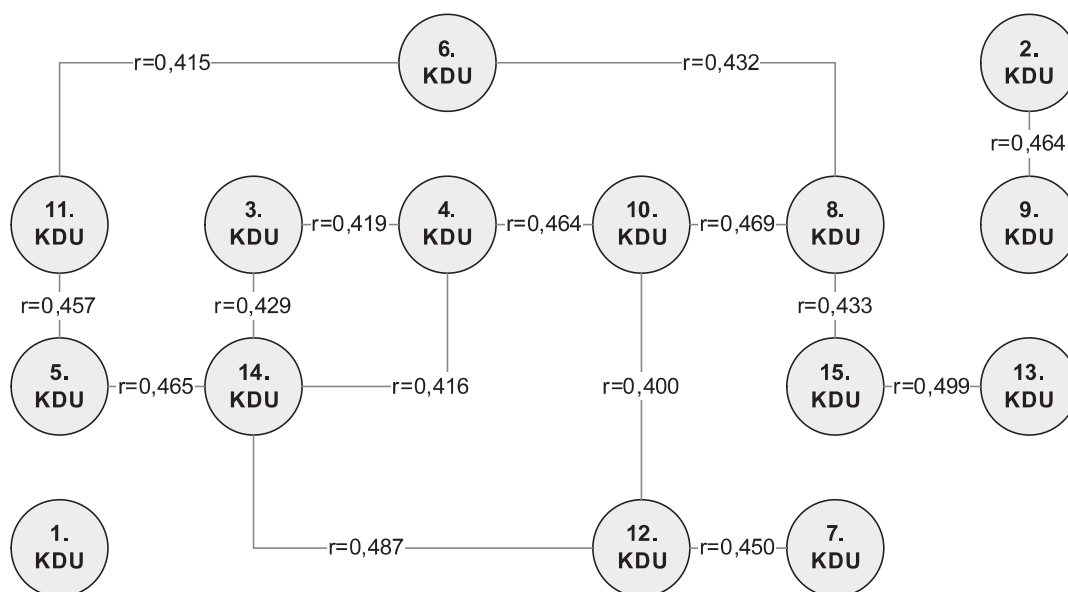 6.
KDU
2.
KDU
r=0,415
r=0,432
r=0,464
11.
KDU
3.
KDU
r=0,419
4.
KDU
r=0,464
10.
KDU
r=0,469
8.
KDU
9.
KDU
r=0,457
r=0,429
r=0,433
5.
KDU
r=0,465
14.
KDU
r=0,416
r=0,400
15.
KDU
r=0,499
13.
KDU
1.
KDU
r=0,487
12.
KDU
r=0,450
7.
KDU